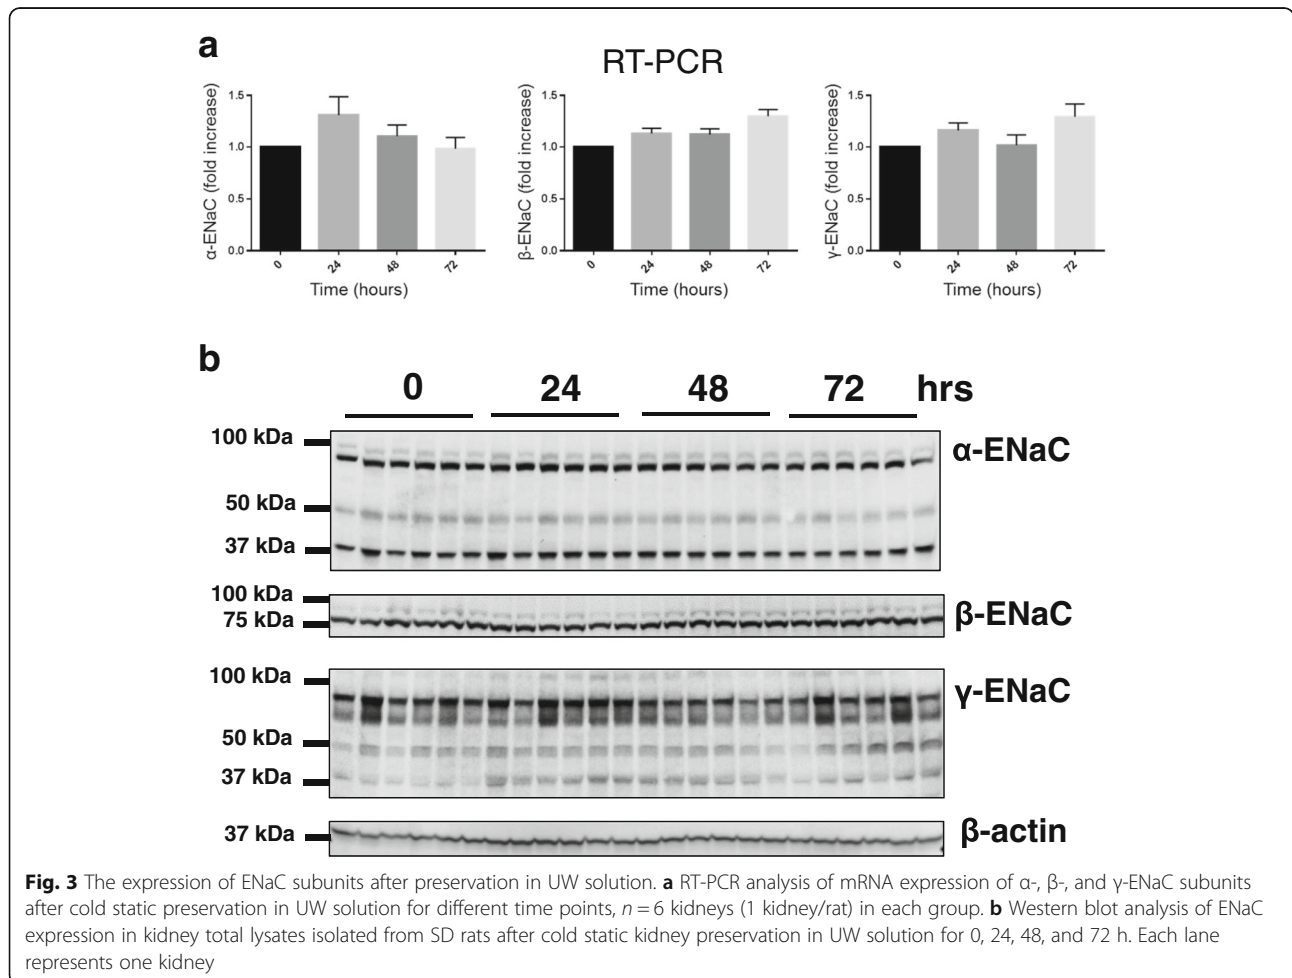 a
RT-PCR
α-ENaC (fold increase)
1.5
1.0
0.5
0.0
0 24 48 72
Time (hours)
β-ENaC (fold increase)
1.5
1.0
0.5
0.0
0 24 48 72
Time (hours)
γ-ENaC (fold increase)
1.5
1.0
0.5
0.0
0 24 48 72
Time (hours)
b
0 24 48 72 hrs
100 kDa
50 kDa
37 kDa
α-ENaC
100 kDa
75 kDa
β-ENaC
100 kDa
50 kDa
37 kDa
γ-ENaC
37 kDa
β-actin
Fig. 3 The expression of ENaC subunits after preservation in UW solution. a RT-PCR analysis of mRNA expression of α-, β-, and γ-ENaC subunits
after cold static preservation in UW solution for different time points, n = 6 kidneys (1 kidney/rat) in each group. b Western blot analysis of ENaC
expression in kidney total lysates isolated from SD rats after cold static kidney preservation in UW solution for 0, 24, 48, and 72 h. Each lane
represents one kidney